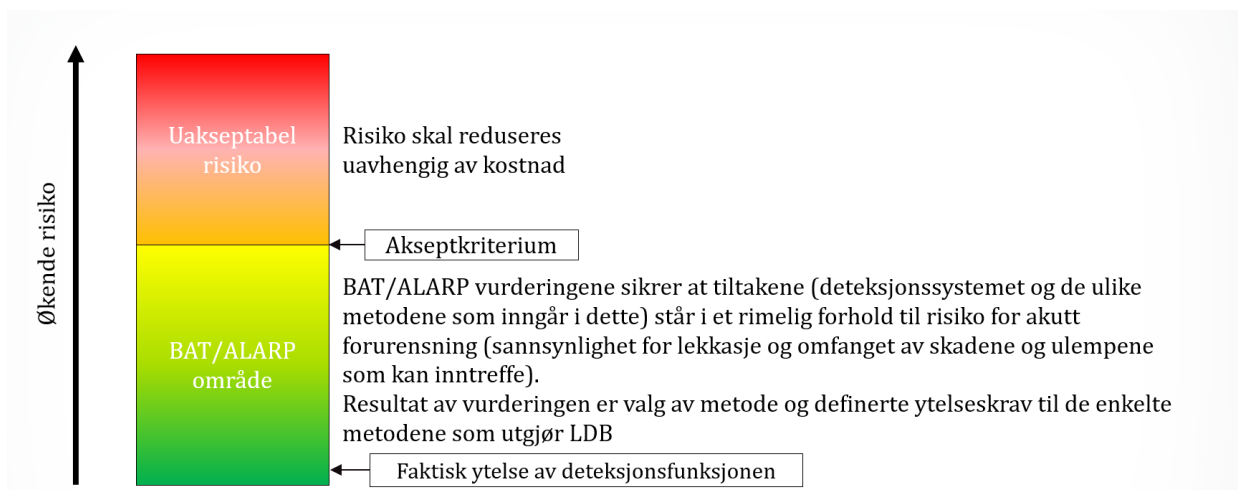 Økende risiko
Uakseptabel
risiko
Risiko skal reduseres
uavhengig av kostnad
Akseptkriterium
BAT/ALARP
område
BAT/ALARP vurderingene sikrer at tiltakene (deteksjonssystemet og de ulike
metodene som inngår i dette) står i et rimelig forhold til risiko for akutt
forurensning (sannsynlighet for lekkasje og omfanget av skadene og ulempene
som kan inntreffe).
Resultat av vurderingen er valg av metode og definerte ytelseskrav til de enkelte
metodene som utgjør LDB
Faktisk ytelse av deteksjonsfunksjonen